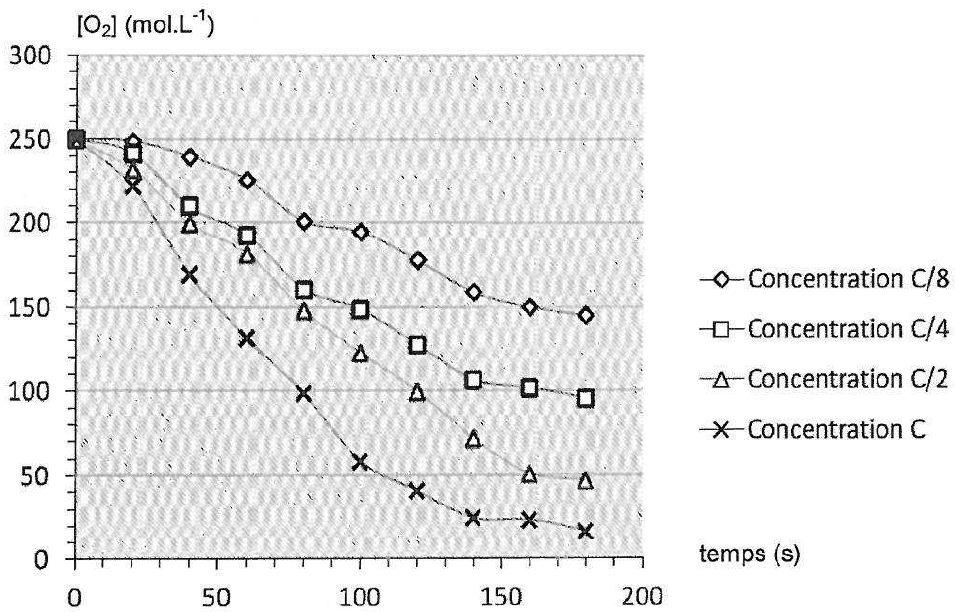 [O₂] (mol.L⁻¹)
300
250
200
150
100
50
0
0 50 100 150 200
temps (s)
Concentration C/8
Concentration C/4
Concentration C/2
Concentration C